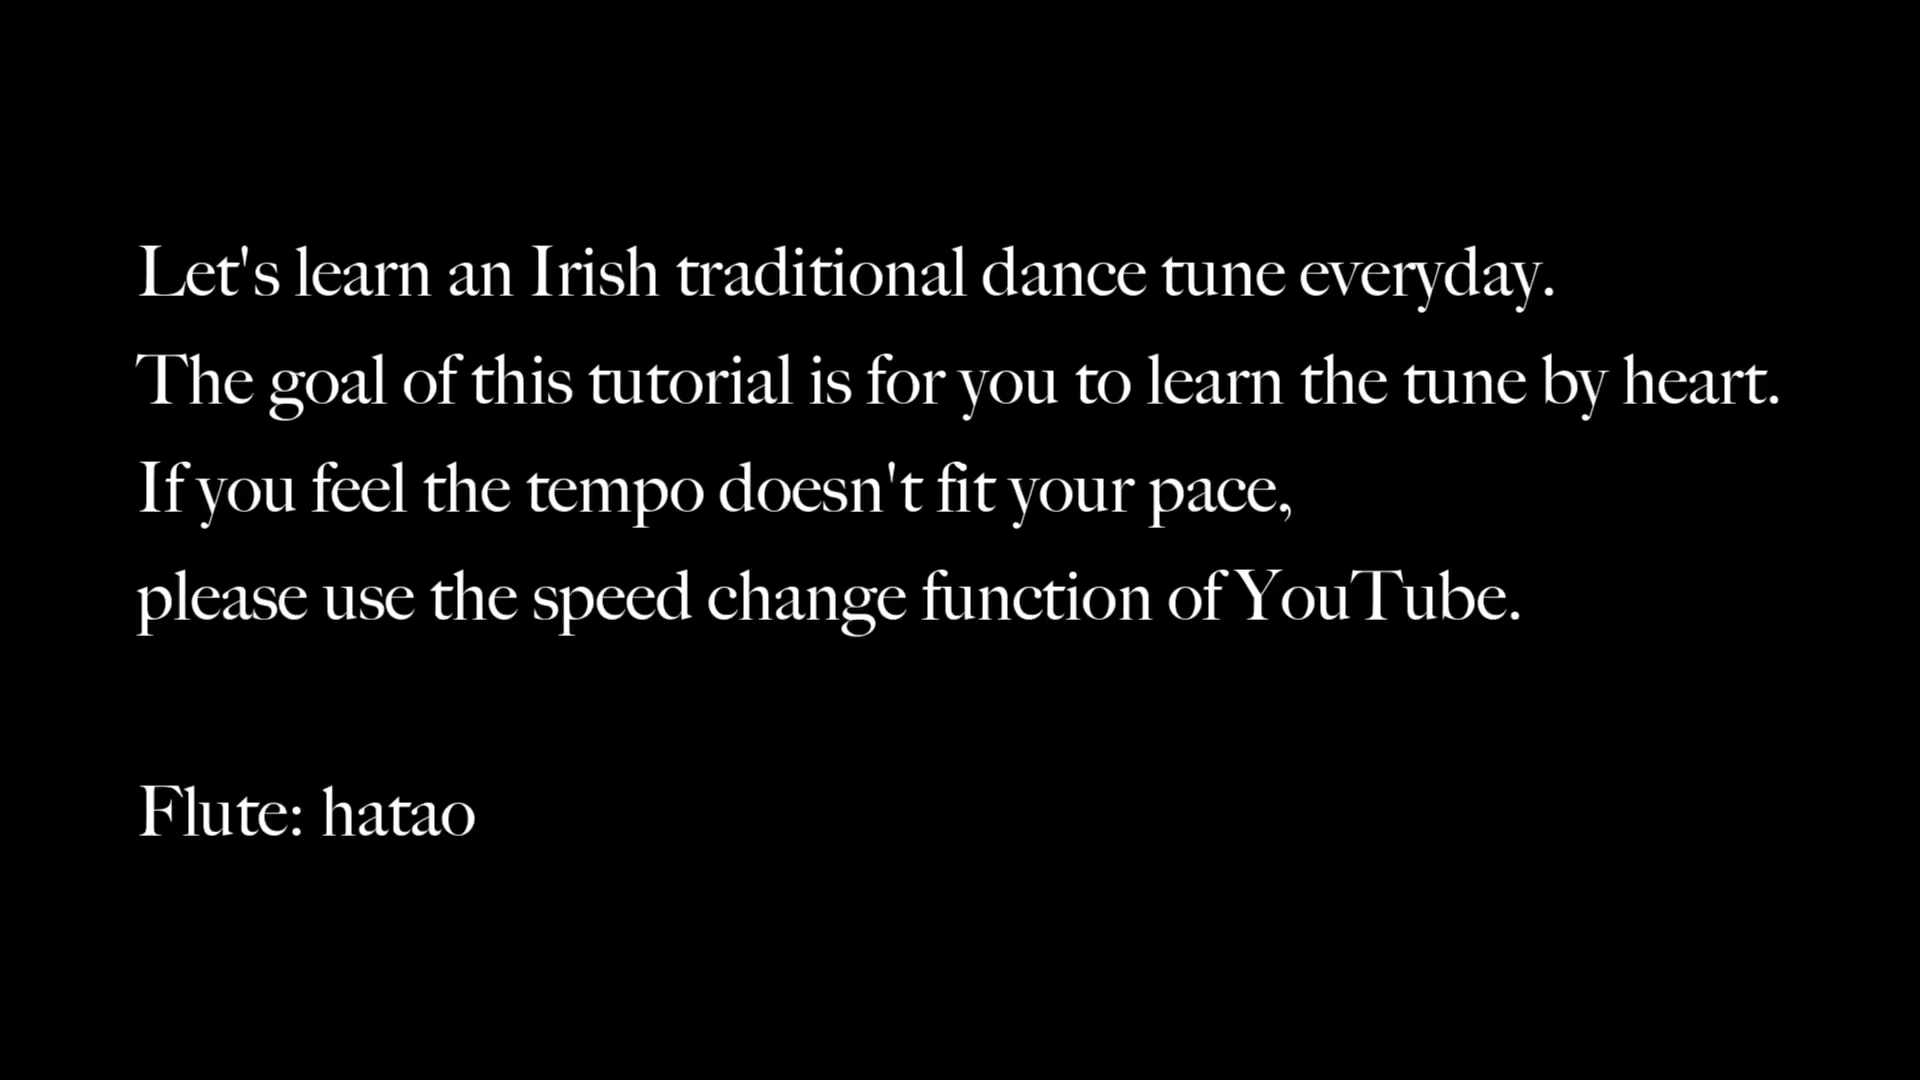 Let's learn an Irish traditional dance tune everyday.
The goal of this tutorial is for you to learn the tune by heart.
If you feel the tempo doesn't fit your pace,
please use the speed change function of YouTube.
Flute: hatao